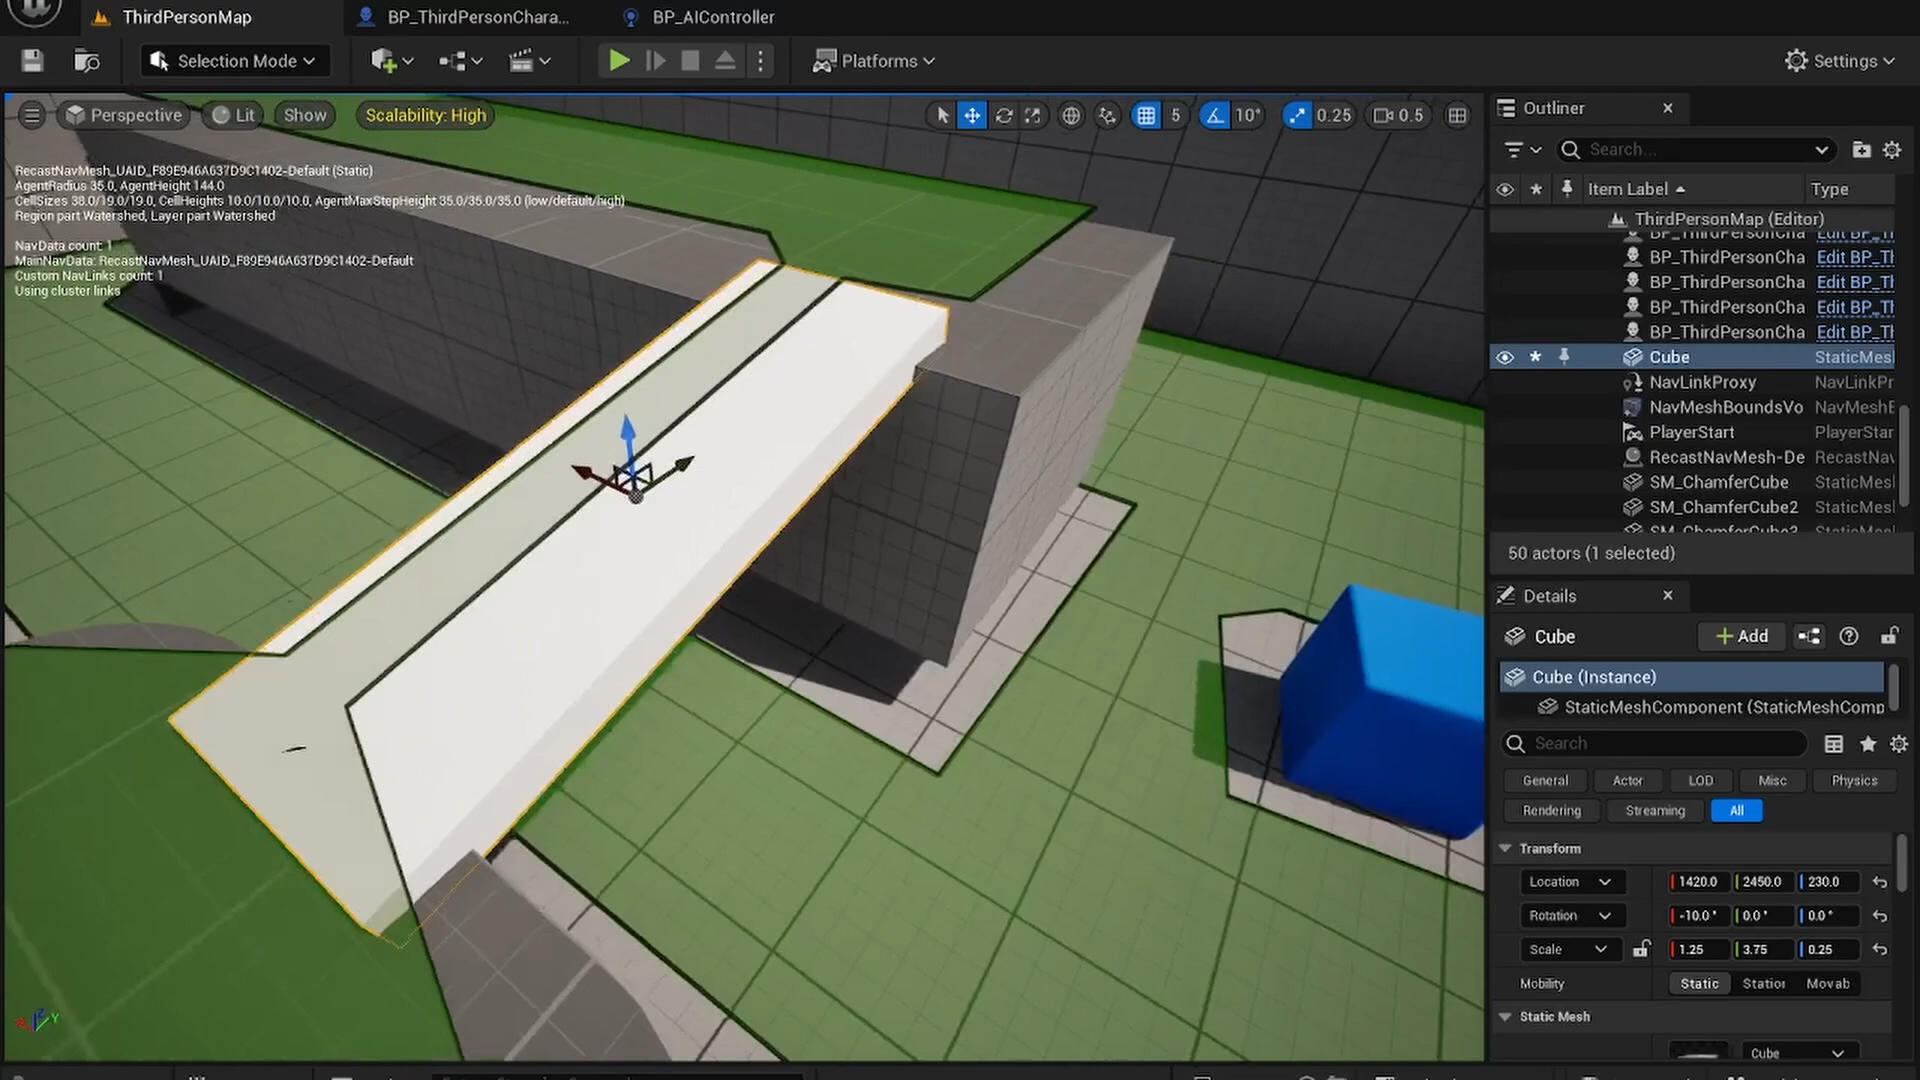 ThirdPersonMap
BP_ThirdPersonChara...
BP_AIController
Selection Mode
Platforms
Settings
Perspective
Lit
Show
Scalability: High
5
10°
0.25
0.5
RecastNavMesh_UAID_F89E946A637D9C1402-Default (Static)
AgentRadius 35.0, AgentHeight 144.0
CellSizes 38.0/19.0/19.0, CellHeights 10.0/10.0/10.0, AgentMaxStepHeight 35.0/35.0/35.0 (low/default/high)
Region part Watershed, Layer part Watershed
NavData count: 1
MainNavData: RecastNavMesh_UAID_F89E946A637D9C1402-Default
Custom NavLinks count: 1
Using cluster links
Outliner
Search...
Item Label
Type
ThirdPersonMap (Editor)
BP_ThirdPersonCha Edit BP_Tl
BP_ThirdPersonCha Edit BP_Tl
BP_ThirdPersonCha Edit BP_Tl
BP_ThirdPersonCha Edit BP_Tl
BP_ThirdPersonCha Edit BP_Tl
Cube StaticMesl
NavLinkProxy NavLinkPr
NavMeshBoundsVo NavMeshE
PlayerStart PlayerStar
RecastNavMesh-De RecastNav
SM_ChamferCube StaticMesl
SM_ChamferCube2 StaticMesl
SM_ChamferCube3 StaticMesl
50 actors (1 selected)
Details
Cube
Add
Cube (Instance)
StaticMeshComponent (StaticMeshComp
Search
General
Actor
LOD
Misc
Physics
Rendering
Streaming
All
Transform
Location 1420.0 2450.0 230.0
Rotation -10.0° 0.0° 0.0°
Scale 1.25 3.75 0.25
Mobility Static Station Movab
Static Mesh
Cube